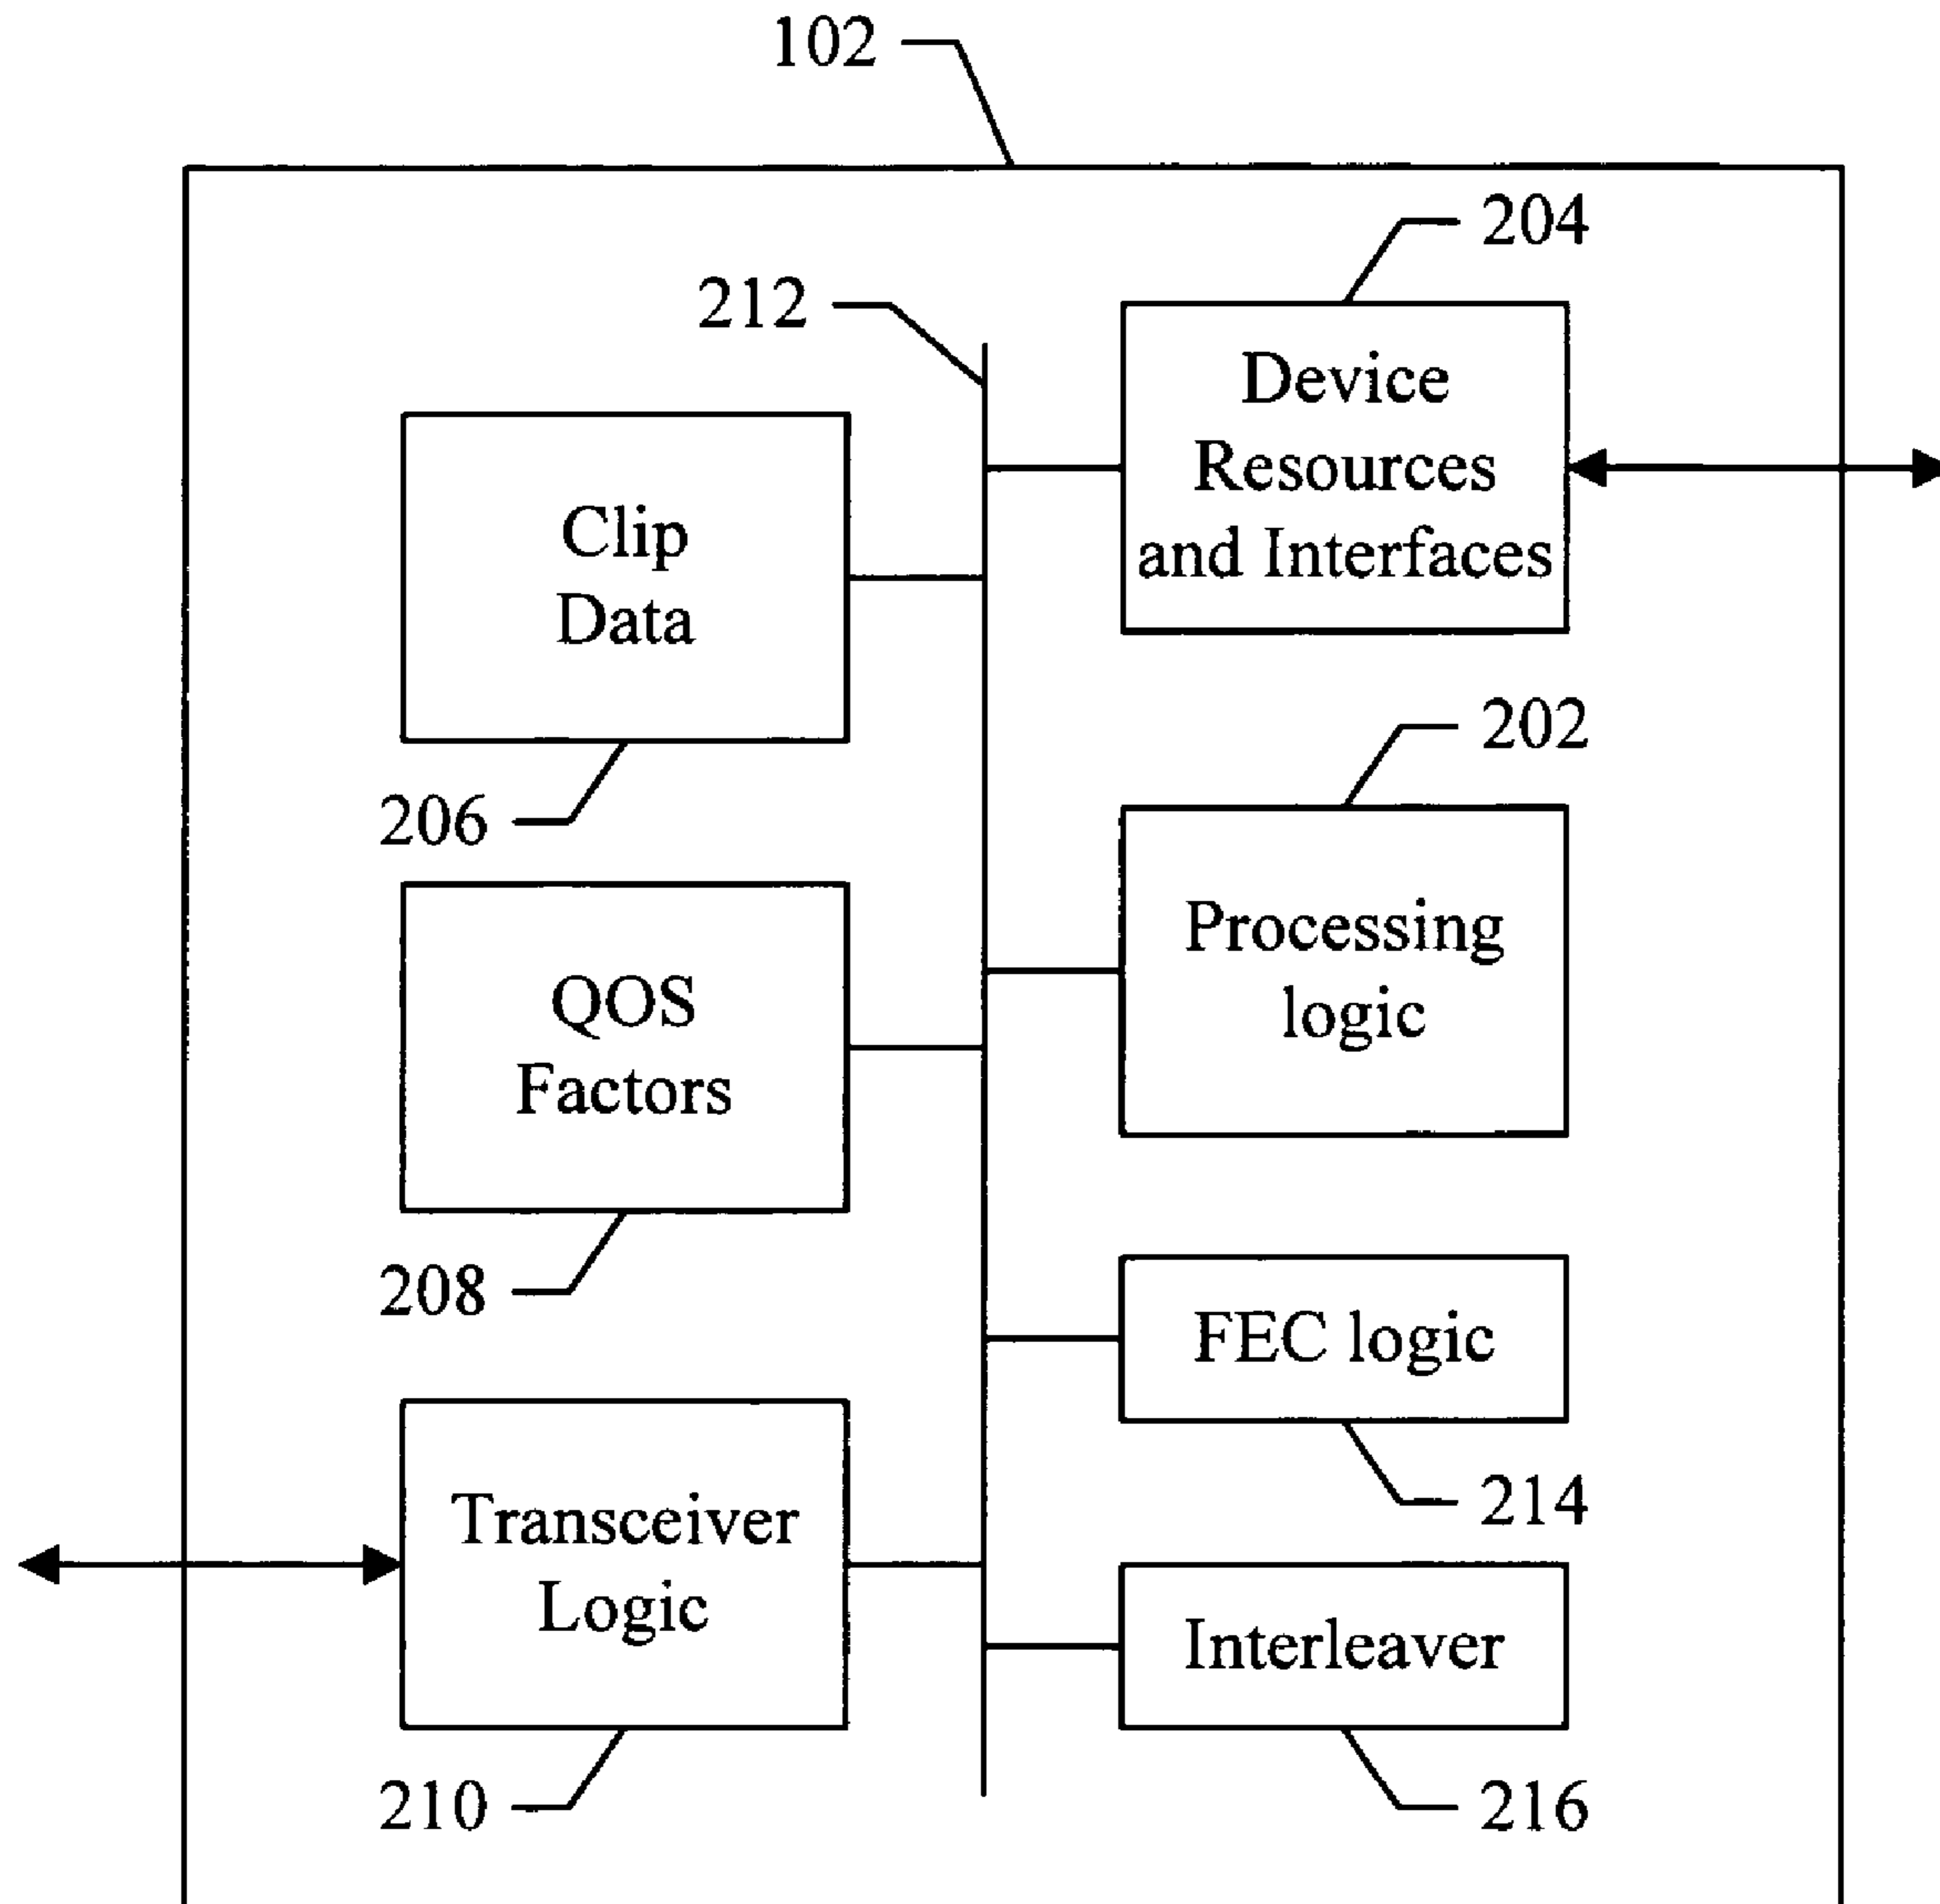 102
204
212
Device
Resources
and Interfaces
Clip
Data
202
206
Processing
logic
QOS
Factors
208
FEC logic
214
Transceiver
Logic
Interleaver
210
216